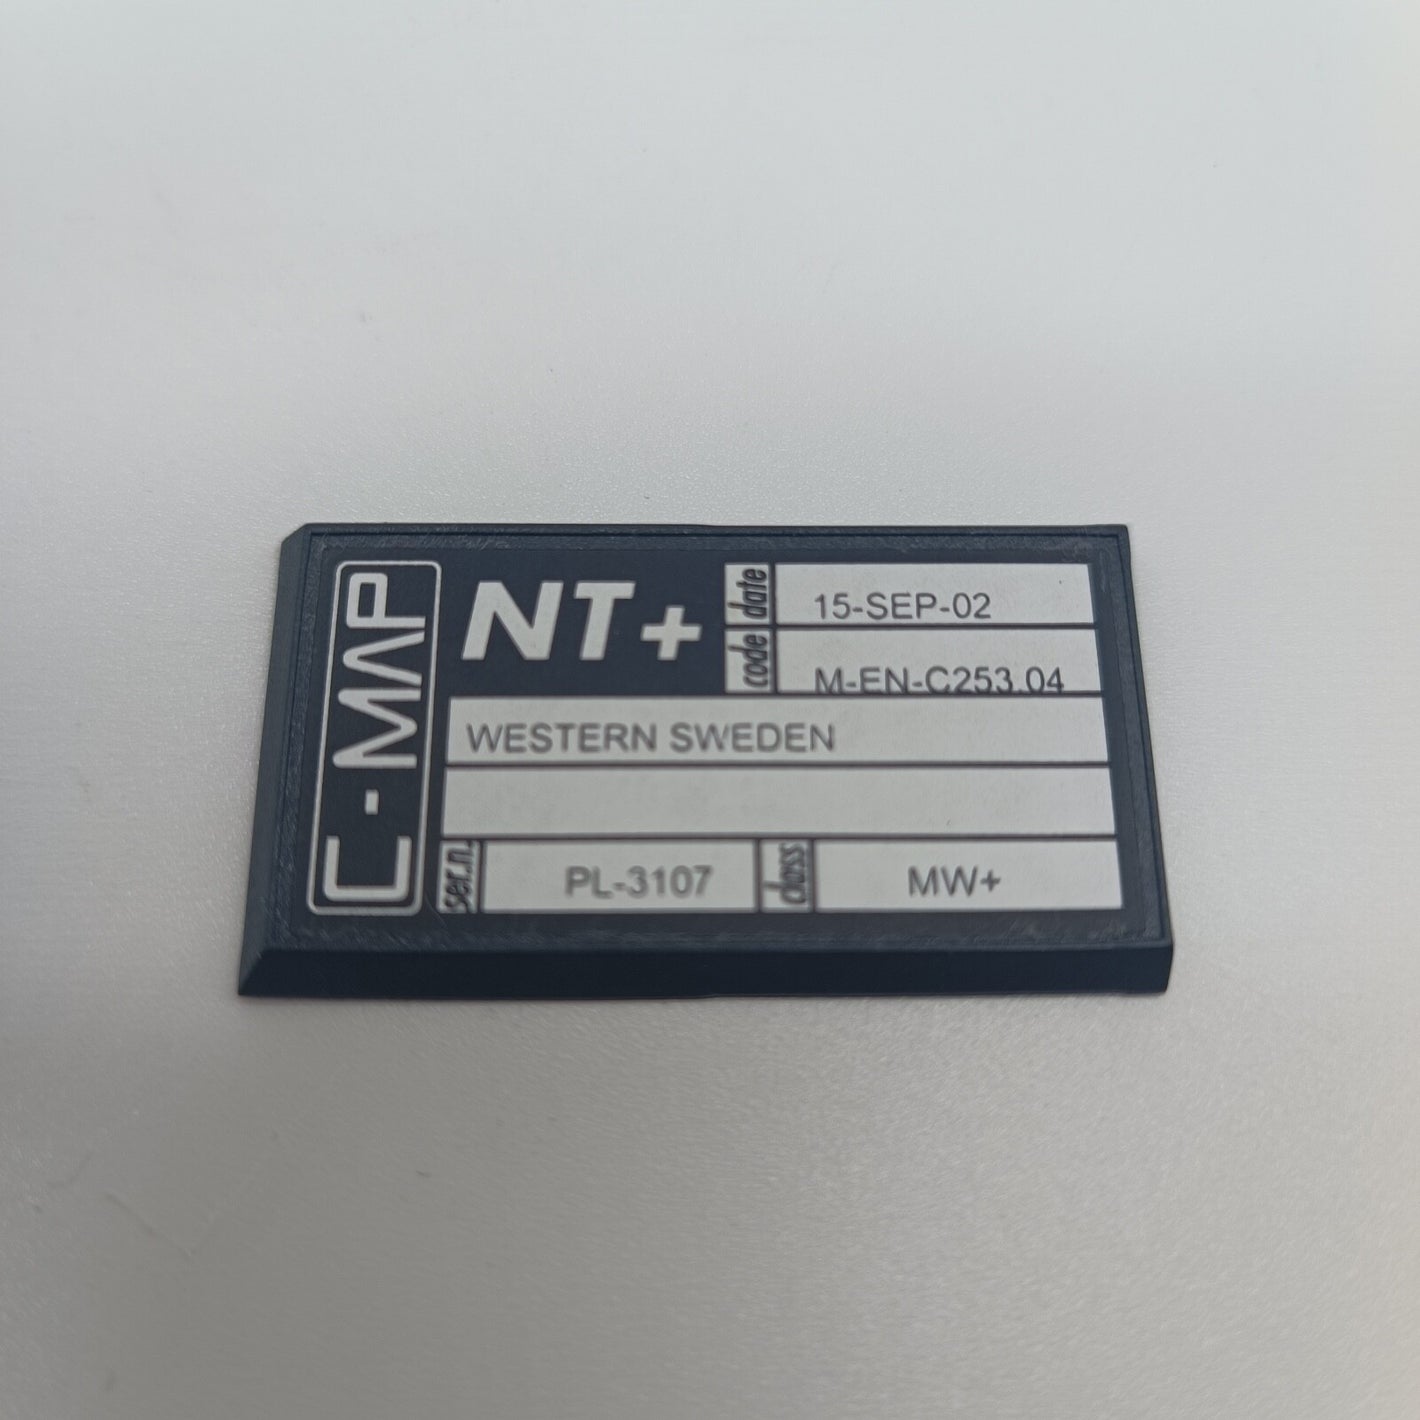 C-MAP
NT+
date 15-SEP-02
code M-EN-C253.04
WESTERN SWEDEN
ser.n. PL-3107 class MW+